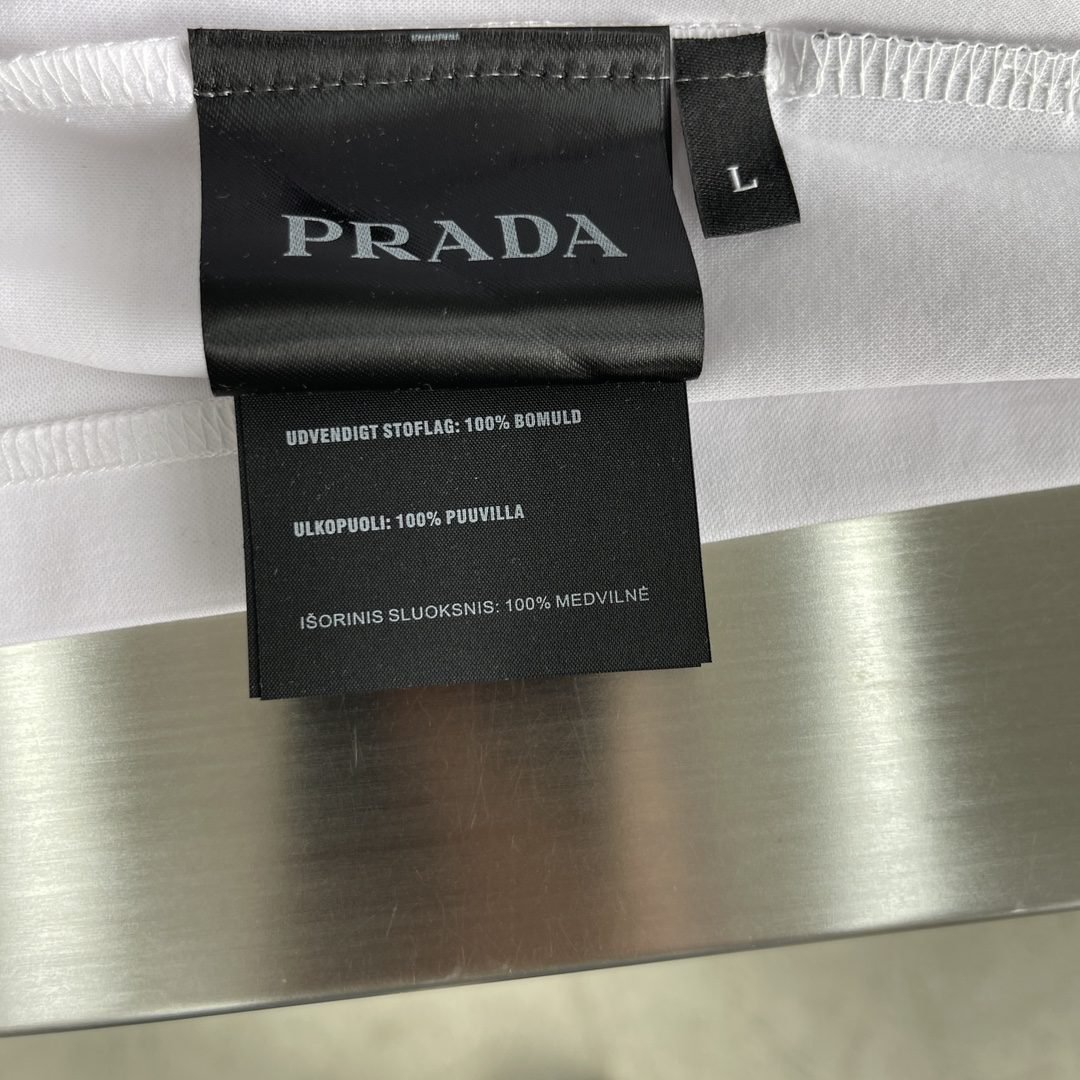 PRADA
L
UDVENDIGT STOFLAG: 100% BOMULD
ULKOPUOLI: 100% PUUVILLA
IŠORINIS SLUOKSNIS: 100% MEDVILNĖ